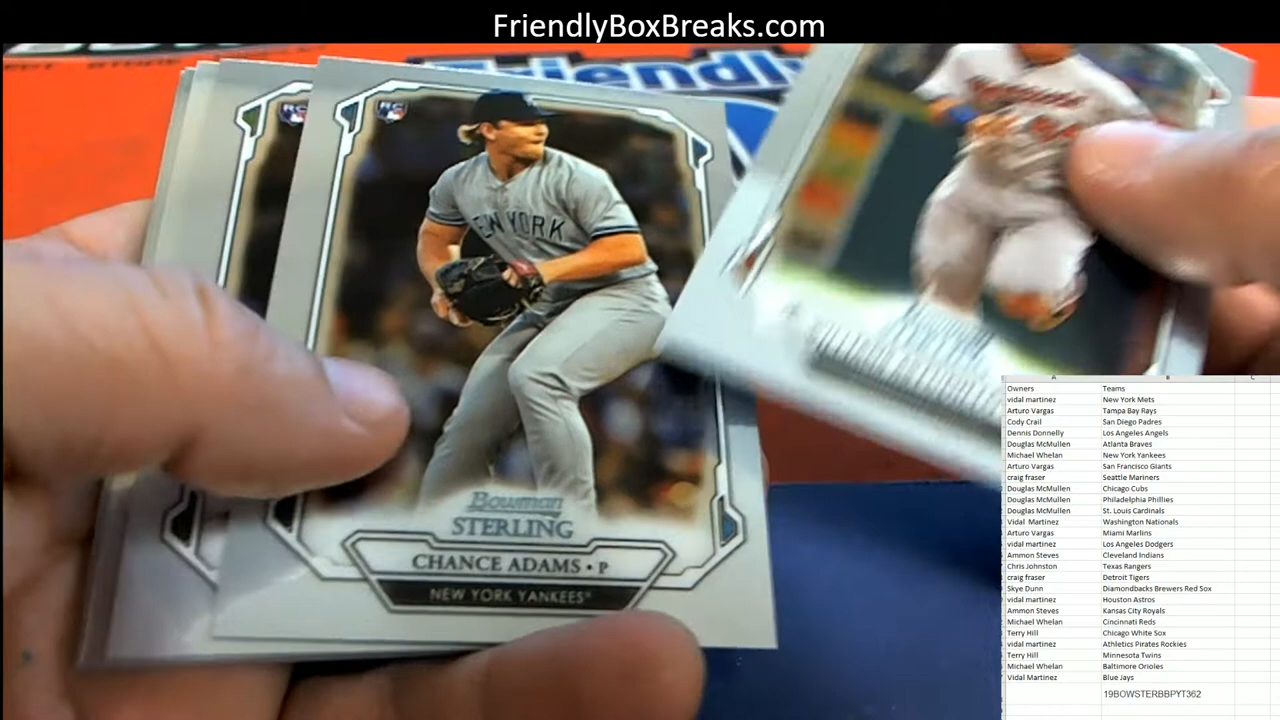 FriendlyBoxBreaks.com
Friendly
RC
RC
NEW YORK
Bowman
STERLING
CHANCE ADAMS • P
NEW YORK YANKEES
A B C
Owners Teams
vidal martinez New York Mets
Arturo Vargas Tampa Bay Rays
Cody Crail San Diego Padres
Dennis Donnelly Los Angeles Angels
Douglas McMullen Atlanta Braves
Michael Whelan New York Yankees
Arturo Vargas San Francisco Giants
craig fraser Seattle Mariners
Douglas McMullen Chicago Cubs
Douglas McMullen Philadelphia Phillies
Douglas McMullen St. Louis Cardinals
Vidal Martinez Washington Nationals
Arturo Vargas Miami Marlins
vidal martinez Los Angeles Dodgers
Ammon Steves Cleveland Indians
Chris Johnston Texas Rangers
craig fraser Detroit Tigers
Skye Dunn Diamondbacks Brewers Red Sox
vidal martinez Houston Astros
Ammon Steves Kansas City Royals
Michael Whelan Cincinnati Reds
Terry Hill Chicago White Sox
vidal martinez Athletics Pirates Rockies
Terry Hill Minnesota Twins
Michael Whelan Baltimore Orioles
Vidal Martinez Blue Jays
19BOWSTERBBPYT362